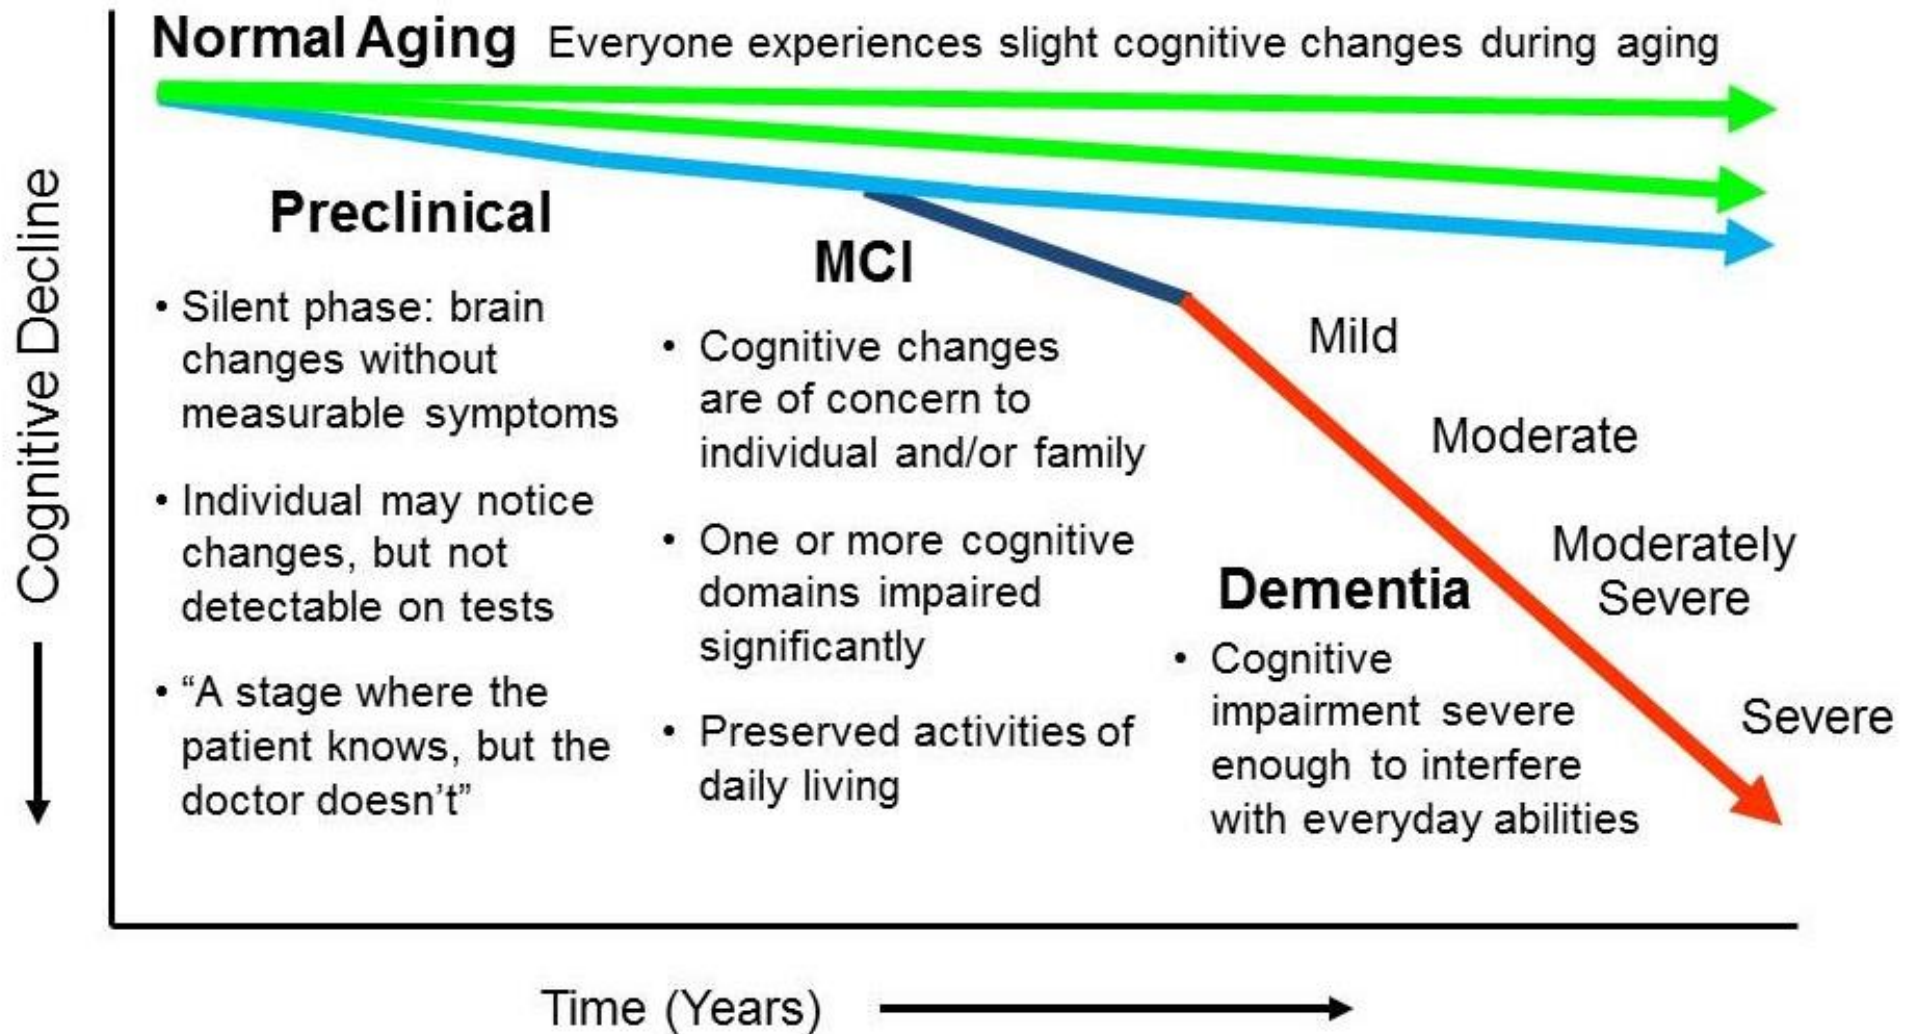 Normal Aging Everyone experiences slight cognitive changes during aging
Cognitive Decline
Preclinical
• Silent phase: brain
changes without
measurable symptoms
• Individual may notice
changes, but not
detectable on tests
• “A stage where the
patient knows, but the
doctor doesn’t”
MCI
• Cognitive changes
are of concern to
individual and/or family
• One or more cognitive
domains impaired
significantly
• Preserved activities of
daily living
Mild
Moderate
Moderately
Severe
Severe
Dementia
• Cognitive
impairment severe
enough to interfere
with everyday abilities
Time (Years)